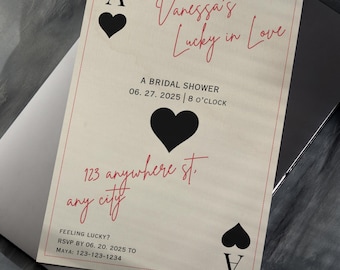 A
Vanessa's
Lucky in Love
A BRIDAL SHOWER
06. 27. 2025 | 8 O'CLOCK
123 anywhere st,
any city
FEELING LUCKY?
RSVP BY 06. 20. 2025 TO
MAYA: 123-123-1234
A